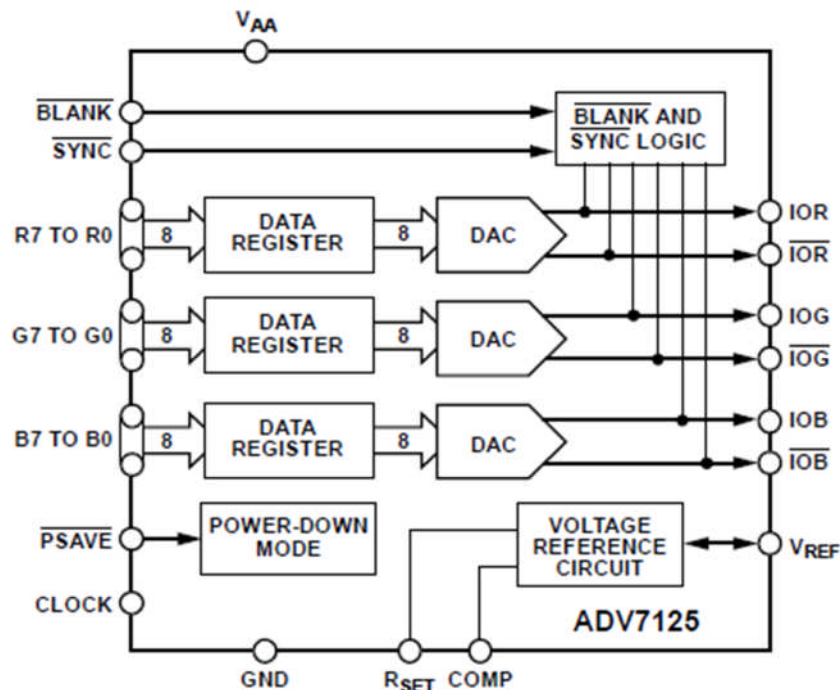 VAA
BLANK
SYNC
BLANK AND
SYNC LOGIC
R7 TO R0
8
DATA
REGISTER
8
DAC
IOR
IOR
G7 TO G0
8
DATA
REGISTER
8
DAC
IOG
IOG
B7 TO B0
8
DATA
REGISTER
8
DAC
IOB
IOB
PSAVE
POWER-DOWN
MODE
VOLTAGE
REFERENCE
CIRCUIT
VREF
CLOCK
ADV7125
GND
RSET
COMP